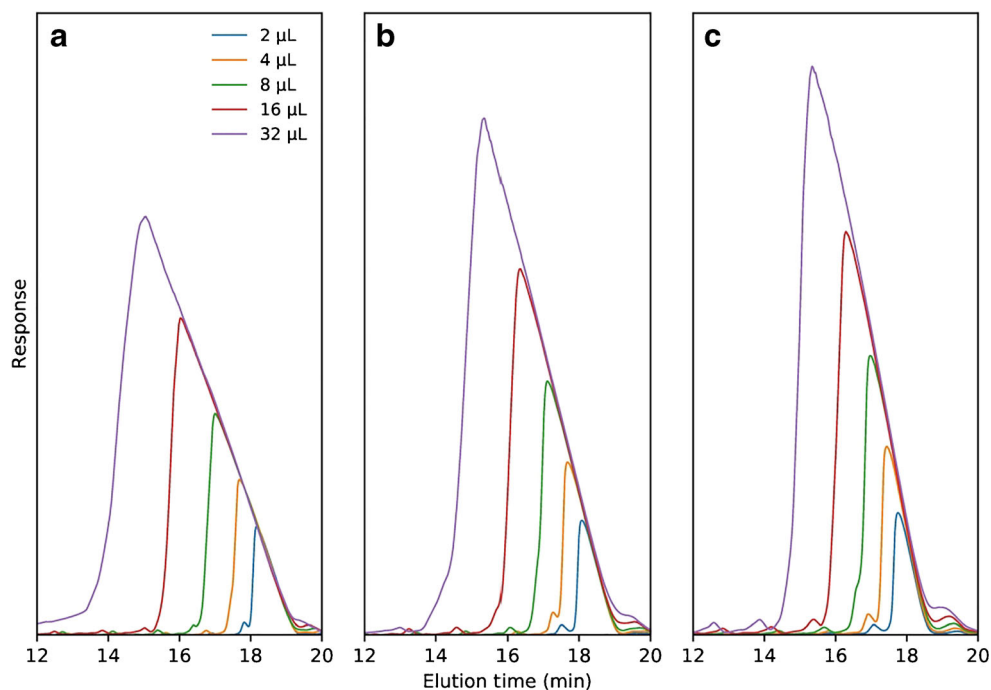 a
b
c
2 µL
4 µL
8 µL
16 µL
32 µL
Response
12 14 16 18 20
12 14 16 18 20
12 14 16 18 20
Elution time (min)